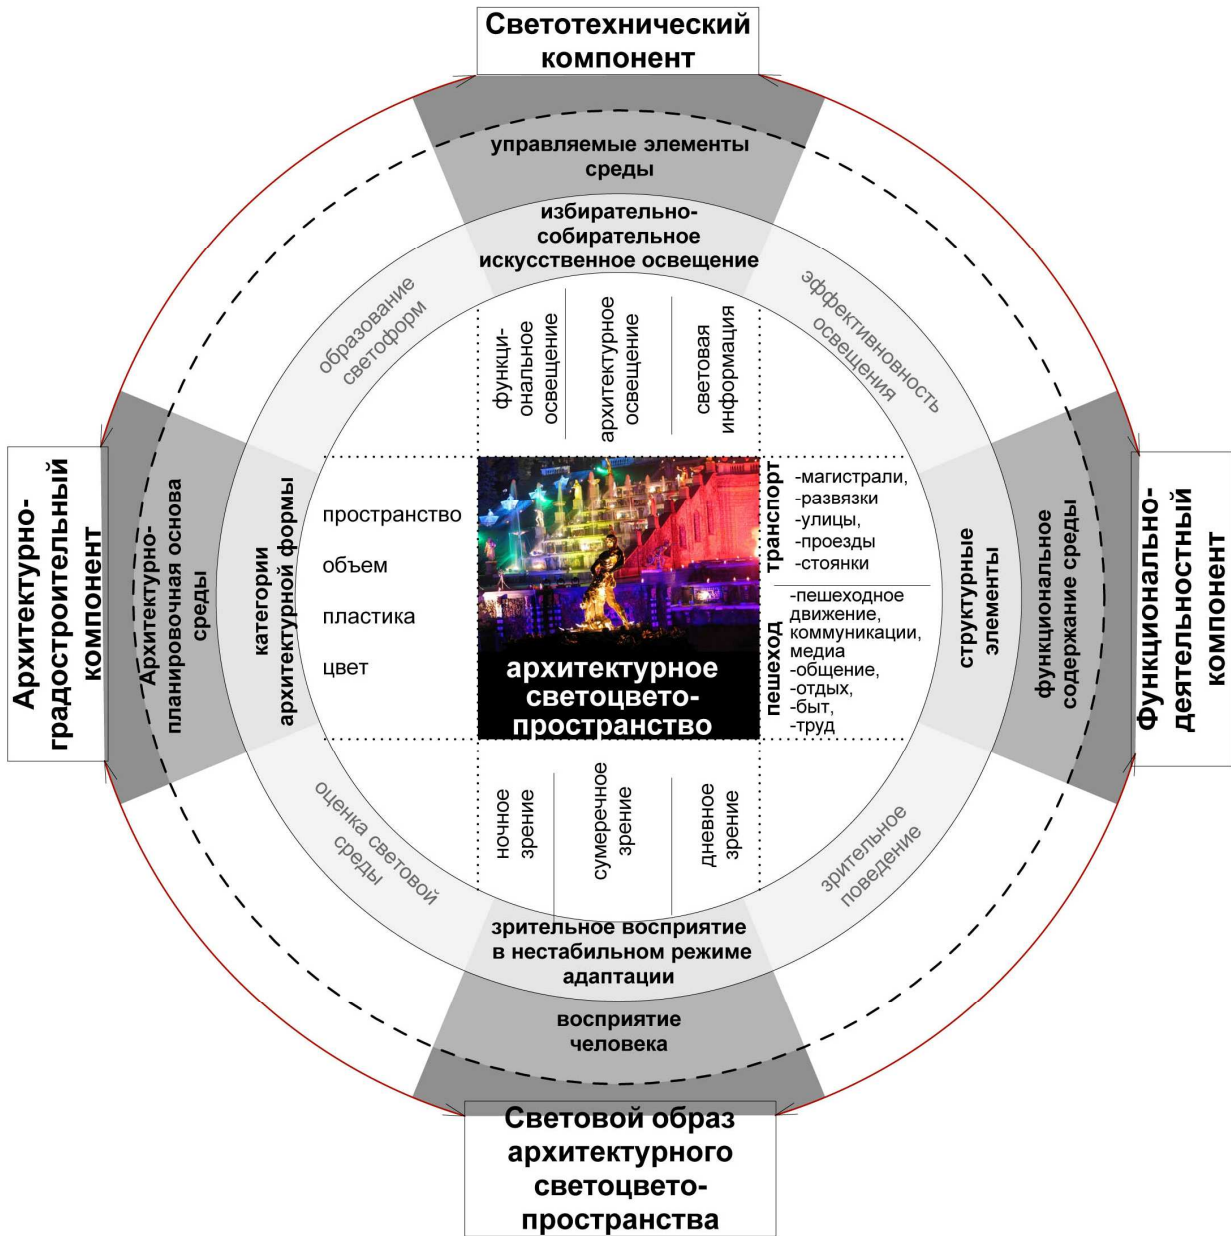 Светотехнический
компонент
управляемые элементы
среды
избирательно-
собирательное
искусственное освещение
образование
светоформ
эффективновность
освещения
функци-
ональное
освещение
архитектурное
освещение
световая
информация
Архитектурно-
градостроительный
компонент
Архитектурно-
планировочная основа
среды
категории
архитектурной формы
пространство
объем
пластика
цвет
архитектурное
светоцвето-
пространство
транспорт
-магистрали,
-развязки
-улицы,
-проезды
-стоянки
пешеход
-пешеходное
движение,
коммуникации,
медиа
-общение,
-отдых,
-быт,
-труд
структурные
элементы
функциональное
содержание среды
Функционально-
деятельностный
компонент
ночное
зрение
сумеречное
зрение
дневное
зрение
оценка световой
среды
зрительное
поведение
зрительное восприятие
в нестабильном режиме
адаптации
восприятие
человека
Световой образ
архитектурного
светоцвето-
пространства